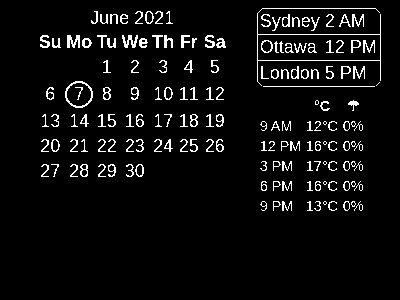 June 2021
Su Mo Tu We Th Fr Sa
1 2 3 4 5
6 7 8 9 10 11 12
13 14 15 16 17 18 19
20 21 22 23 24 25 26
27 28 29 30
Sydney 2 AM
Ottawa 12 PM
London 5 PM
°C ☂
9 AM 12°C 0%
12 PM 16°C 0%
3 PM 17°C 0%
6 PM 16°C 0%
9 PM 13°C 0%